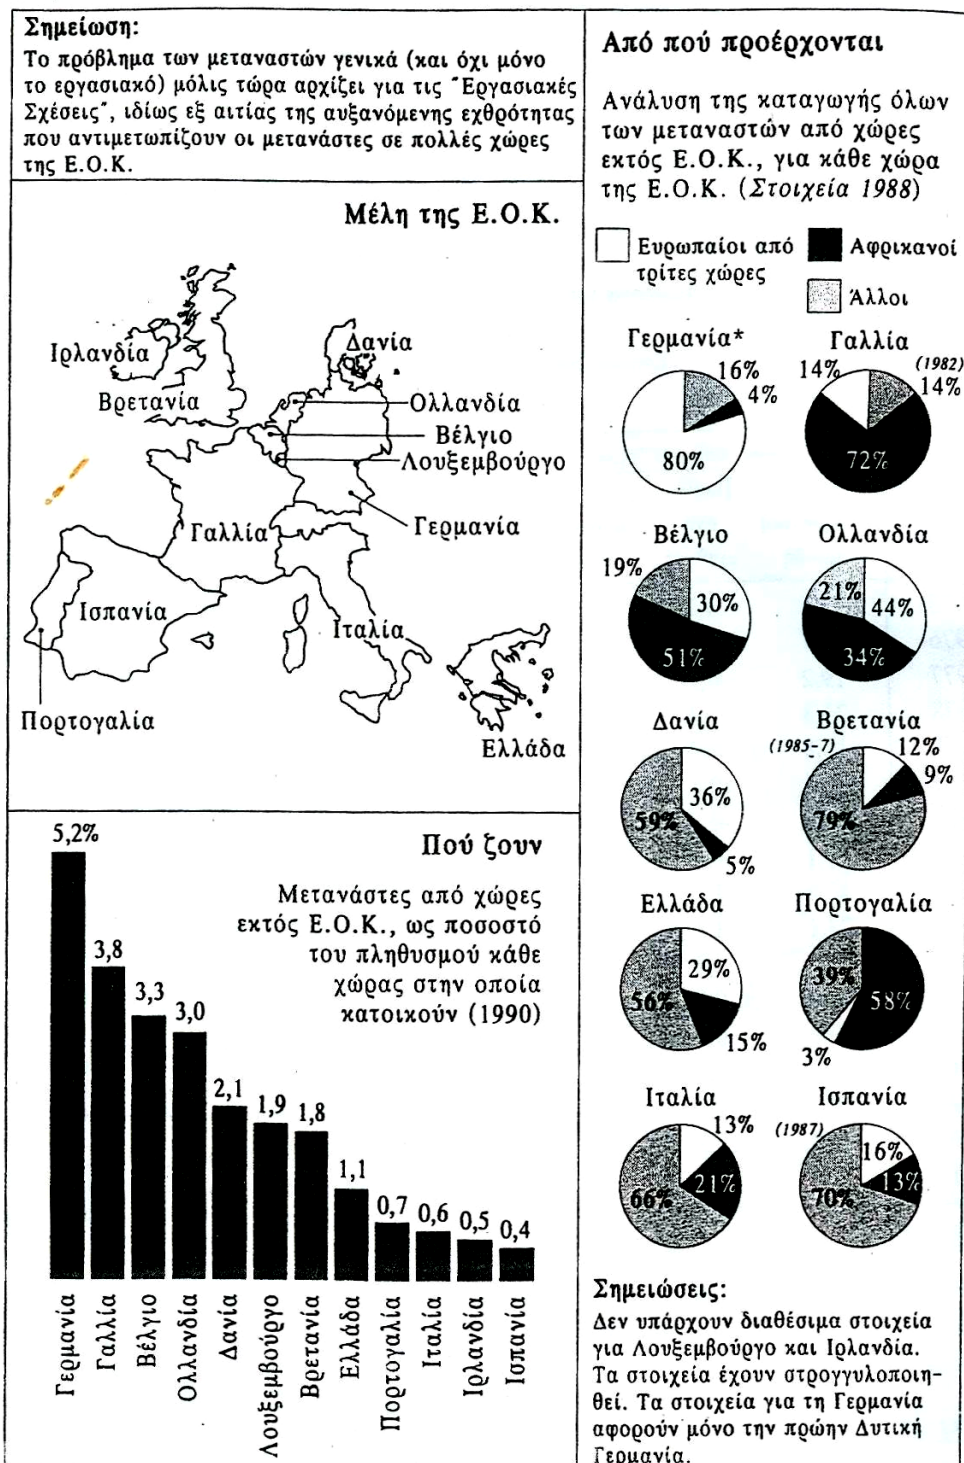 Σημείωση:
Το πρόβλημα των μεταναστών γενικά (και όχι μόνο
το εργασιακό) μόλις τώρα αρχίζει για τις "Εργασιακές
Σχέσεις", ιδίως εξ αιτίας της αυξανόμενης εχθρότητας
που αντιμετωπίζουν οι μετανάστες σε πολλές χώρες
της Ε.Ο.Κ.
Μέλη της Ε.Ο.Κ.
Ιρλανδία
Δανία
Βρετανία
Ολλανδία
Βέλγιο
Λουξεμβούργο
Γερμανία
Γαλλία
Ισπανία
Ιταλία
Πορτογαλία
Ελλάδα
Πού ζουν
Μετανάστες από χώρες
εκτός Ε.Ο.Κ., ως ποσοστό
του πληθυσμού κάθε
χώρας στην οποία
κατοικούν (1990)
5,2%
3,8
3,3
3,0
2,1
1,9
1,8
1,1
0,7
0,6
0,5
0,4
Γερμανία
Γαλλία
Βέλγιο
Ολλανδία
Δανία
Λουξεμβούργο
Βρετανία
Ελλάδα
Πορτογαλία
Ιταλία
Ιρλανδία
Ισπανία
Από πού προέρχονται
Ανάλυση της καταγωγής όλων
των μεταναστών από χώρες
εκτός Ε.Ο.Κ., για κάθε χώρα
της Ε.Ο.Κ. (Στοιχεία 1988)
Ευρωπαίοι από
τρίτες χώρες
Αφρικανοί
Άλλοι
Γερμανία*
16%
4%
80%
Γαλλία
(1982)
14%
14%
72%
Βέλγιο
19%
30%
51%
Ολλανδία
21%
44%
34%
Δανία
36%
59%
5%
Βρετανία
(1985-7)
12%
9%
79%
Ελλάδα
29%
56%
15%
Πορτογαλία
39%
58%
3%
Ιταλία
13%
21%
66%
Ισπανία
(1987)
16%
13%
70%
Σημειώσεις:
Δεν υπάρχουν διαθέσιμα στοιχεία
για Λουξεμβούργο και Ιρλανδία.
Τα στοιχεία έχουν στρογγυλοποιη-
θεί. Τα στοιχεία για τη Γερμανία
αφορούν μόνο την πρώην Δυτική
Γερμανία.